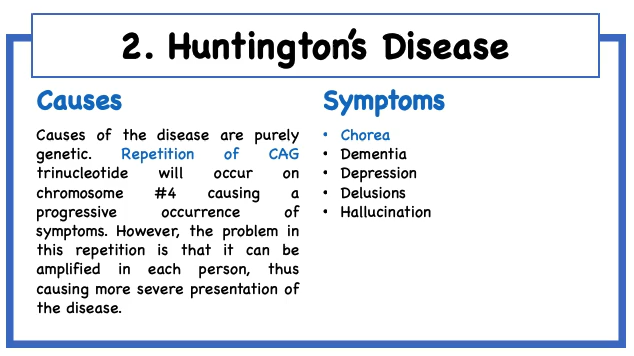 2. Huntington's Disease
Causes
Causes of the disease are purely
genetic. Repetition of CAG
trinucleotide will occur on
chromosome #4 causing a
progressive occurrence of
symptoms. However, the problem in
this repetition is that it can be
amplified in each person, thus
causing more severe presentation of
the disease.
Symptoms
• Chorea
• Dementia
• Depression
• Delusions
• Hallucination